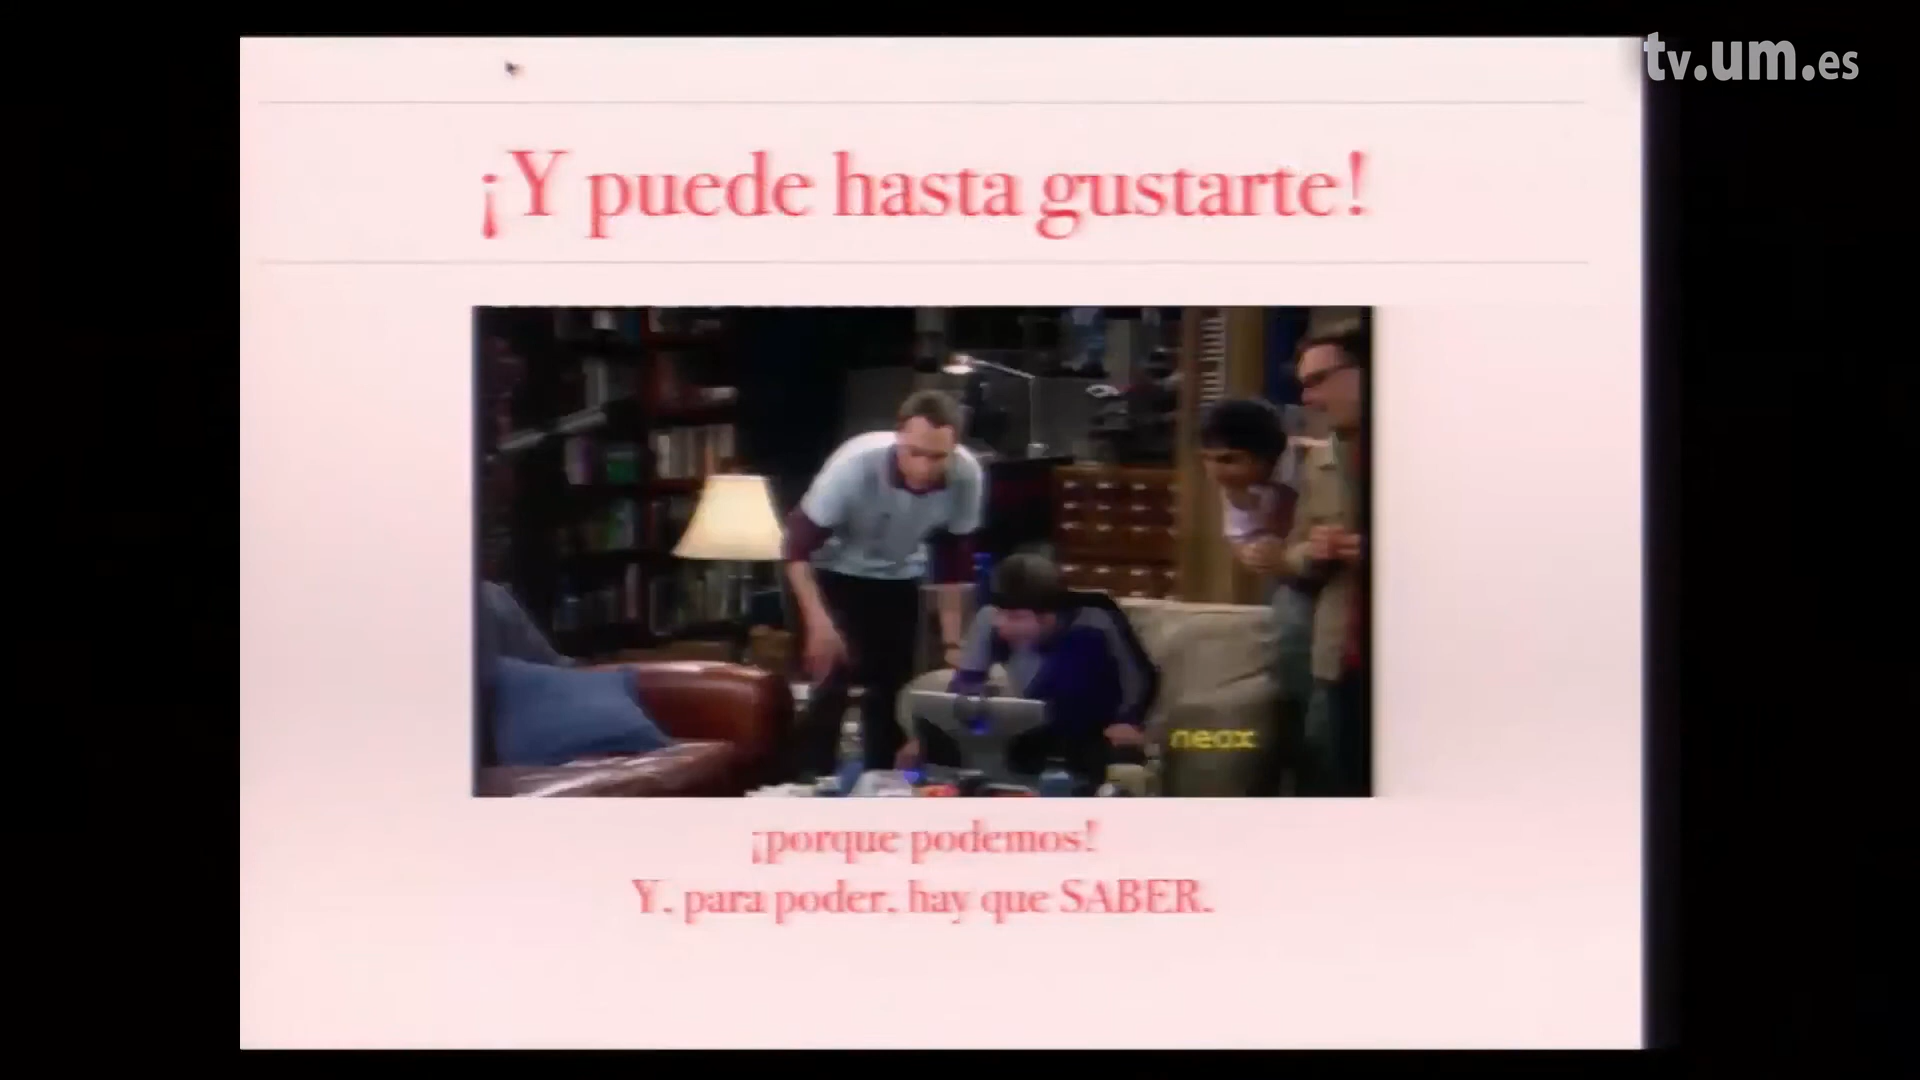 tv.um.es
¡Y puede hasta gustarte!
neox
¡porque podemos!
Y, para poder, hay que SABER.